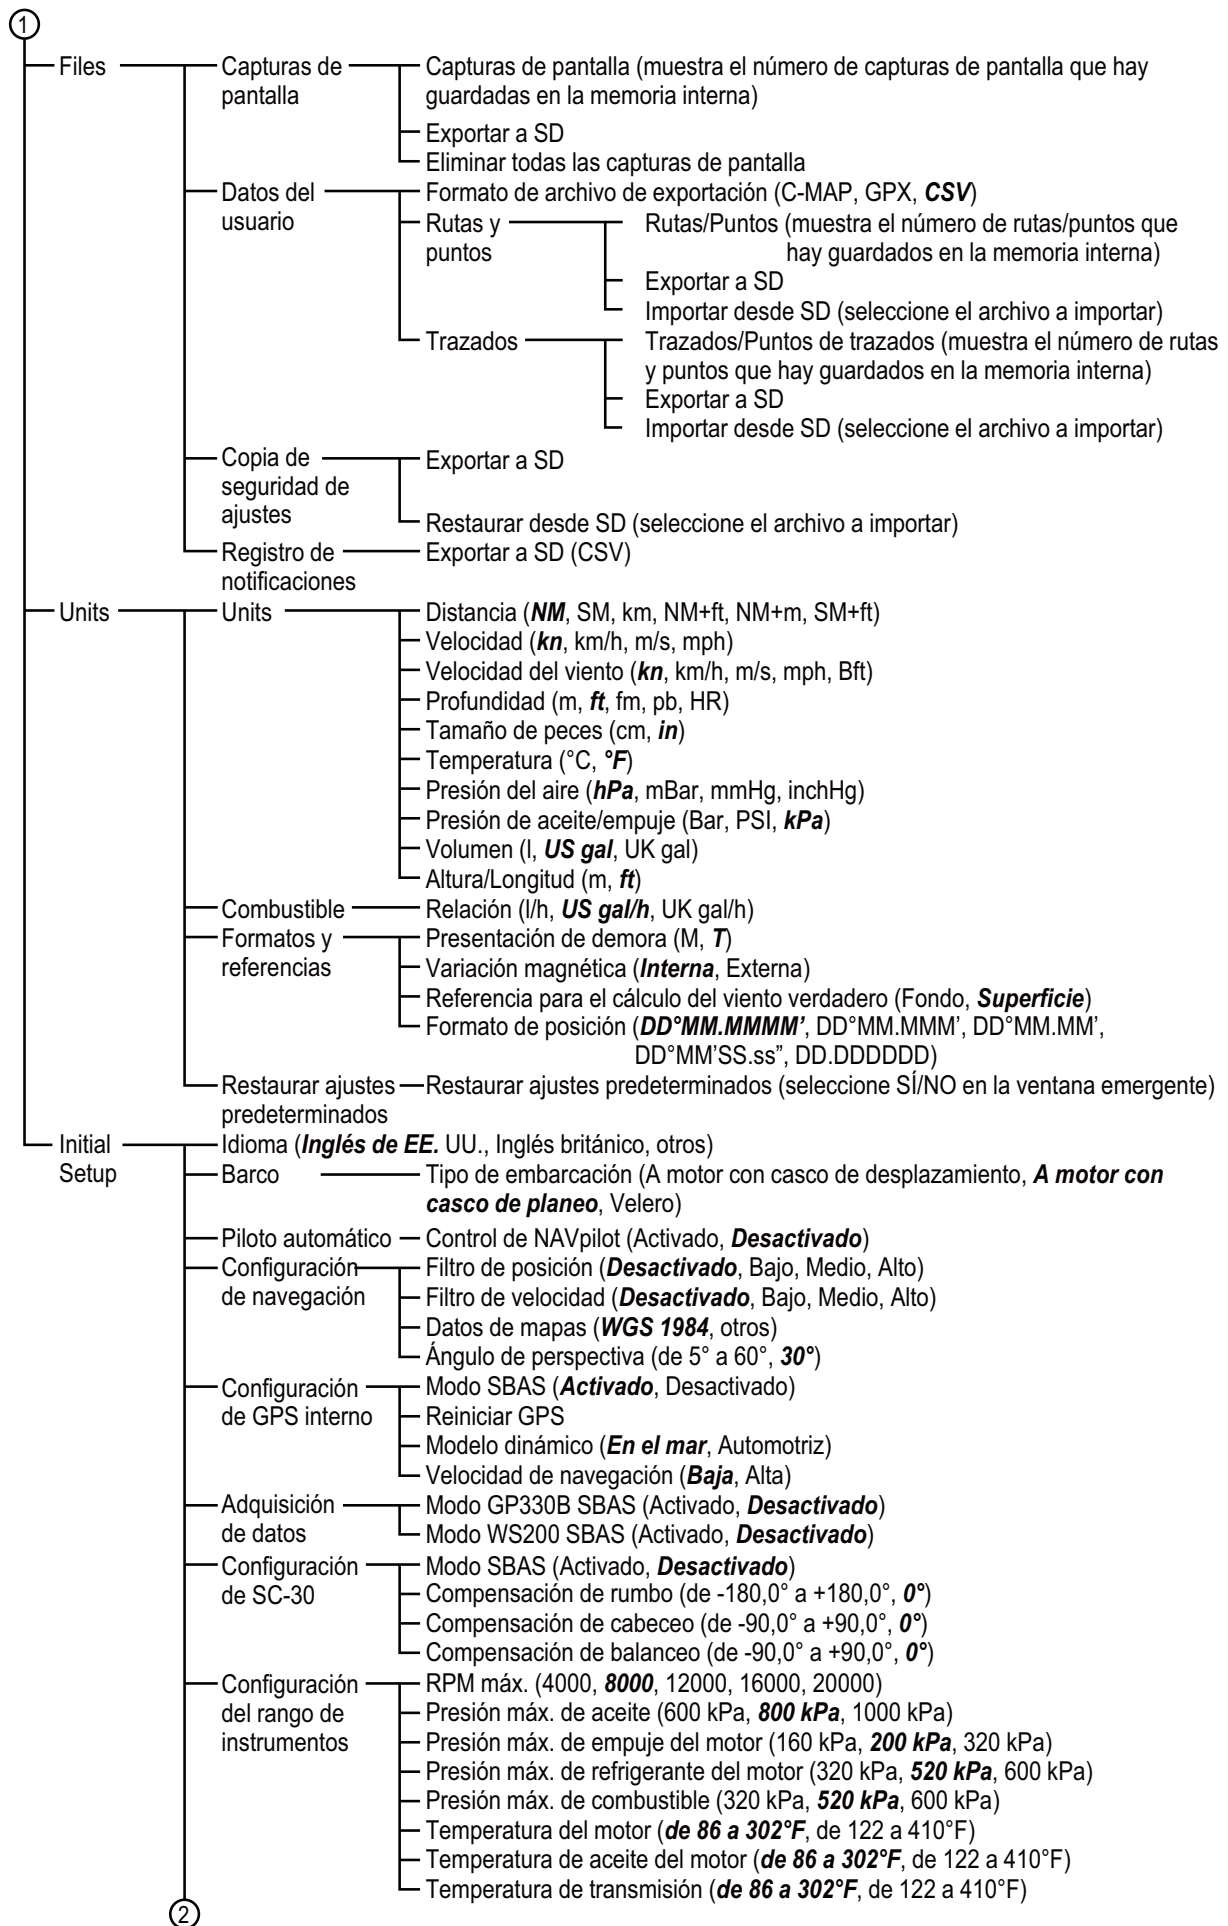 1
Files
Capturas de
pantalla
Capturas de pantalla (muestra el número de capturas de pantalla que hay
guardadas en la memoria interna)
Exportar a SD
Eliminar todas las capturas de pantalla
Datos del
usuario
Formato de archivo de exportación (C-MAP, GPX, CSV)
Rutas y
puntos
Rutas/Puntos (muestra el número de rutas/puntos que
hay guardados en la memoria interna)
Exportar a SD
Importar desde SD (seleccione el archivo a importar)
Trazados
Trazados/Puntos de trazados (muestra el número de rutas
y puntos que hay guardados en la memoria interna)
Exportar a SD
Importar desde SD (seleccione el archivo a importar)
Copia de
seguridad de
ajustes
Exportar a SD
Restaurar desde SD (seleccione el archivo a importar)
Registro de
notificaciones
Exportar a SD (CSV)
Units
Units
Distancia (NM, SM, km, NM+ft, NM+m, SM+ft)
Velocidad (kn, km/h, m/s, mph)
Velocidad del viento (kn, km/h, m/s, mph, Bft)
Profundidad (m, ft, fm, pb, HR)
Tamaño de peces (cm, in)
Temperatura (°C, °F)
Presión del aire (hPa, mBar, mmHg, inchHg)
Presión de aceite/empuje (Bar, PSI, kPa)
Volumen (l, US gal, UK gal)
Altura/Longitud (m, ft)
Combustible
Relación (l/h, US gal/h, UK gal/h)
Formatos y
referencias
Presentación de demora (M, T)
Variación magnética (Interna, Externa)
Referencia para el cálculo del viento verdadero (Fondo, Superficie)
Formato de posición (DD°MM.MMMM’, DD°MM.MMM’, DD°MM.MM’,
DD°MM’SS.ss”, DD.DDDDDD)
Restaurar ajustes
predeterminados
Restaurar ajustes predeterminados (seleccione SÍ/NO en la ventana emergente)
Initial
Setup
Idioma (Inglés de EE. UU., Inglés británico, otros)
Barco
Tipo de embarcación (A motor con casco de desplazamiento, A motor con
casco de planeo, Velero)
Piloto automático
Control de NAVpilot (Activado, Desactivado)
Configuración
de navegación
Filtro de posición (Desactivado, Bajo, Medio, Alto)
Filtro de velocidad (Desactivado, Bajo, Medio, Alto)
Datos de mapas (WGS 1984, otros)
Ángulo de perspectiva (de 5° a 60°, 30°)
Configuración
de GPS interno
Modo SBAS (Activado, Desactivado)
Reiniciar GPS
Modelo dinámico (En el mar, Automotriz)
Velocidad de navegación (Baja, Alta)
Adquisición
de datos
Modo GP330B SBAS (Activado, Desactivado)
Modo WS200 SBAS (Activado, Desactivado)
Configuración
de SC-30
Modo SBAS (Activado, Desactivado)
Compensación de rumbo (de -180,0° a +180,0°, 0°)
Compensación de cabeceo (de -90,0° a +90,0°, 0°)
Compensación de balanceo (de -90,0° a +90,0°, 0°)
Configuración
del rango de
instrumentos
RPM máx. (4000, 8000, 12000, 16000, 20000)
Presión máx. de aceite (600 kPa, 800 kPa, 1000 kPa)
Presión máx. de empuje del motor (160 kPa, 200 kPa, 320 kPa)
Presión máx. de refrigerante del motor (320 kPa, 520 kPa, 600 kPa)
Presión máx. de combustible (320 kPa, 520 kPa, 600 kPa)
Temperatura del motor (de 86 a 302°F, de 122 a 410°F)
Temperatura de aceite del motor (de 86 a 302°F, de 122 a 410°F)
Temperatura de transmisión (de 86 a 302°F, de 122 a 410°F)
2